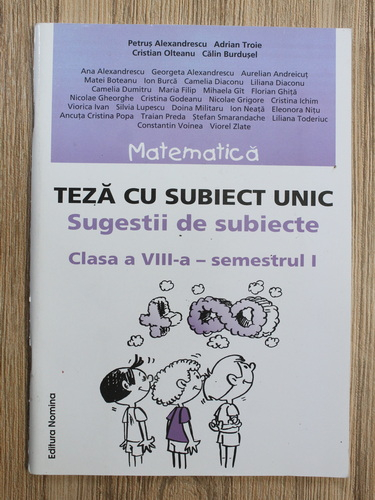 Petruș Alexandrescu Adrian Troie
Cristian Olteanu Călin Burdușel
Ana Alexandrescu Georgeta Alexandrescu Aurelian Andreicuț
Matei Boteanu Ion Burcă Camelia Diaconu Liliana Diaconu
Camelia Dumitru Maria Filip Mihaela Gît Florian Ghiță
Nicolae Gheorghe Cristina Godeanu Nicolae Grigore Cristina Ichim
Viorica Ivan Silvia Lupescu Doina Militaru Ion Neață Eleonora Nițu
Ancuța Cristina Popa Traian Preda Ștefan Smarandache Liliana Toderiuc
Constantin Voinea Viorel Zlate
Matematică
TEZĂ CU SUBIECT UNIC
Sugestii de subiecte
Clasa a VIII-a – semestrul I
+ ∞
Editura Nomina